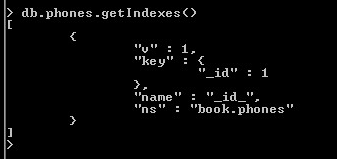 > db.phones.getIndexes()
[
        {
                "v" : 1,
                "key" : {
                        "_id" : 1
                },
                "name" : "_id_",
                "ns" : "book.phones"
        }
]
>